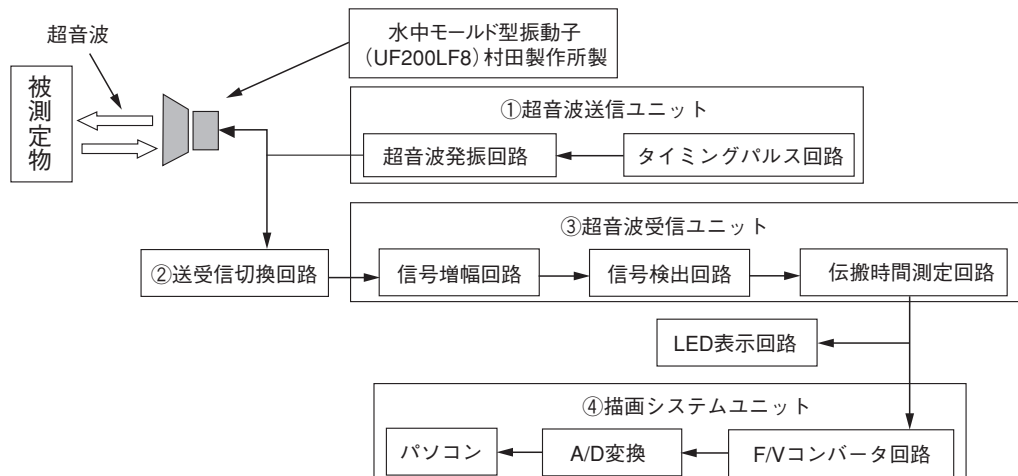 超音波
水中モールド型振動子
（UF200LF8）村田製作所製
被測定物
①超音波送信ユニット
超音波発振回路
タイミングパルス回路
③超音波受信ユニット
②送受信切換回路
信号増幅回路
信号検出回路
伝搬時間測定回路
LED表示回路
④描画システムユニット
パソコン
A/D変換
F/Vコンバータ回路